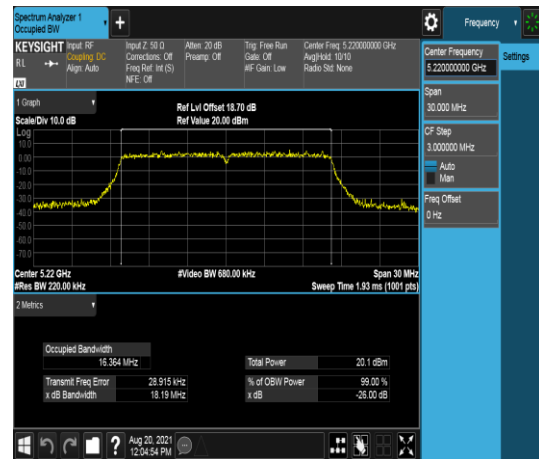 Spectrum Analyzer 1
Occupied BW
+
Frequency
KEYSIGHT
RL
LXI
Input: RF
Coupling: DC
Align: Auto
Input Z: 50 Ω
Corrections: Off
Freq Ref: Int (S)
NFE: Off
Atten: 20 dB
Preamp: Off
Trig: Free Run
Gate: Off
#IF Gain: Low
Center Freq: 5.220000000 GHz
Avg|Hold: 10/10
Radio Std: None
Center Frequency
5.220000000 GHz
Settings
Span
30.000 MHz
CF Step
3.000000 MHz
Auto
Man
Freq Offset
0 Hz
1 Graph
Scale/Div 10.0 dB
Ref Lvl Offset 18.70 dB
Ref Value 20.00 dBm
Log
10.0
0.00
-10.0
-20.0
-30.0
-40.0
-50.0
-60.0
-70.0
Center 5.22 GHz
#Video BW 680.00 kHz
Span 30 MHz
#Res BW 220.00 kHz
Sweep Time 1.93 ms (1001 pts)
2 Metrics
Occupied Bandwidth
16.364 MHz
Total Power 20.1 dBm
Transmit Freq Error 28.915 kHz
% of OBW Power 99.00 %
x dB Bandwidth 18.19 MHz
x dB -26.00 dB
?
Aug 20, 2021
12:04:54 PM